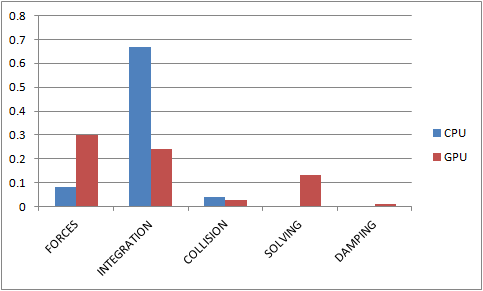 0.8
0.7
0.6
0.5
0.4
0.3
0.2
0.1
0
FORCES
INTEGRATION
COLLISION
SOLVING
DAMPING
CPU
GPU